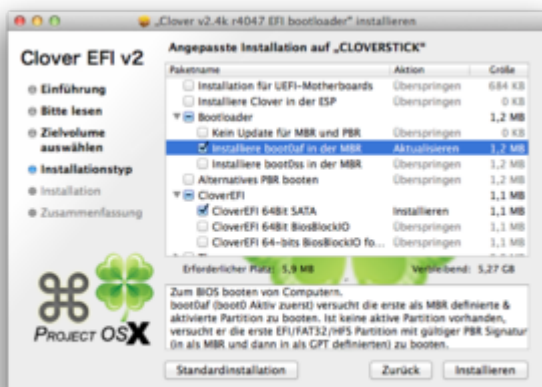 „Clover v2.4k r4047 EFI bootloader" installieren
Clover EFI v2
Einführung
Bitte lesen
Zielvolume
auswählen
Installationstyp
Installation
Zusammenfassung
PROJECT OSX
Angepasste Installation auf „CLOVERSTICK"
Paketname Aktion Größe
Installation für UEFI-Motherboards Überspringen 684 KB
Installiere Clover in der ESP Überspringen 0 KB
Bootloader 1,2 MB
Kein Update für MBR und PBR Überspringen 0 KB
Installiere boot0af in der MBR Aktualisieren 1,2 MB
Installiere boot0ss in der MBR Überspringen 1,2 MB
Alternatives PBR booten Überspringen 1,2 MB
CloverEFI 1,1 MB
CloverEFI 64Bit SATA Installieren 1,1 MB
CloverEFI 64Bit BiosBlockIO Überspringen 1,1 MB
CloverEFI 64-bits BiosBlockIO fo... Überspringen 1,1 MB
Erforderlicher Platz: 5,9 MB Verbleibend: 5,27 GB
Zum BIOS booten von Computern.
boot0af (boot0 Aktiv zuerst) versucht die erste als MBR definierte &
aktivierte Partition zu booten. Ist keine aktive Partition vorhanden,
versucht er die erste EFI/FAT32/HFS Partition mit gültiger PBR Signatur
(in als MBR und dann in als GPT definierten) zu booten.
Standardinstallation Zurück Installieren